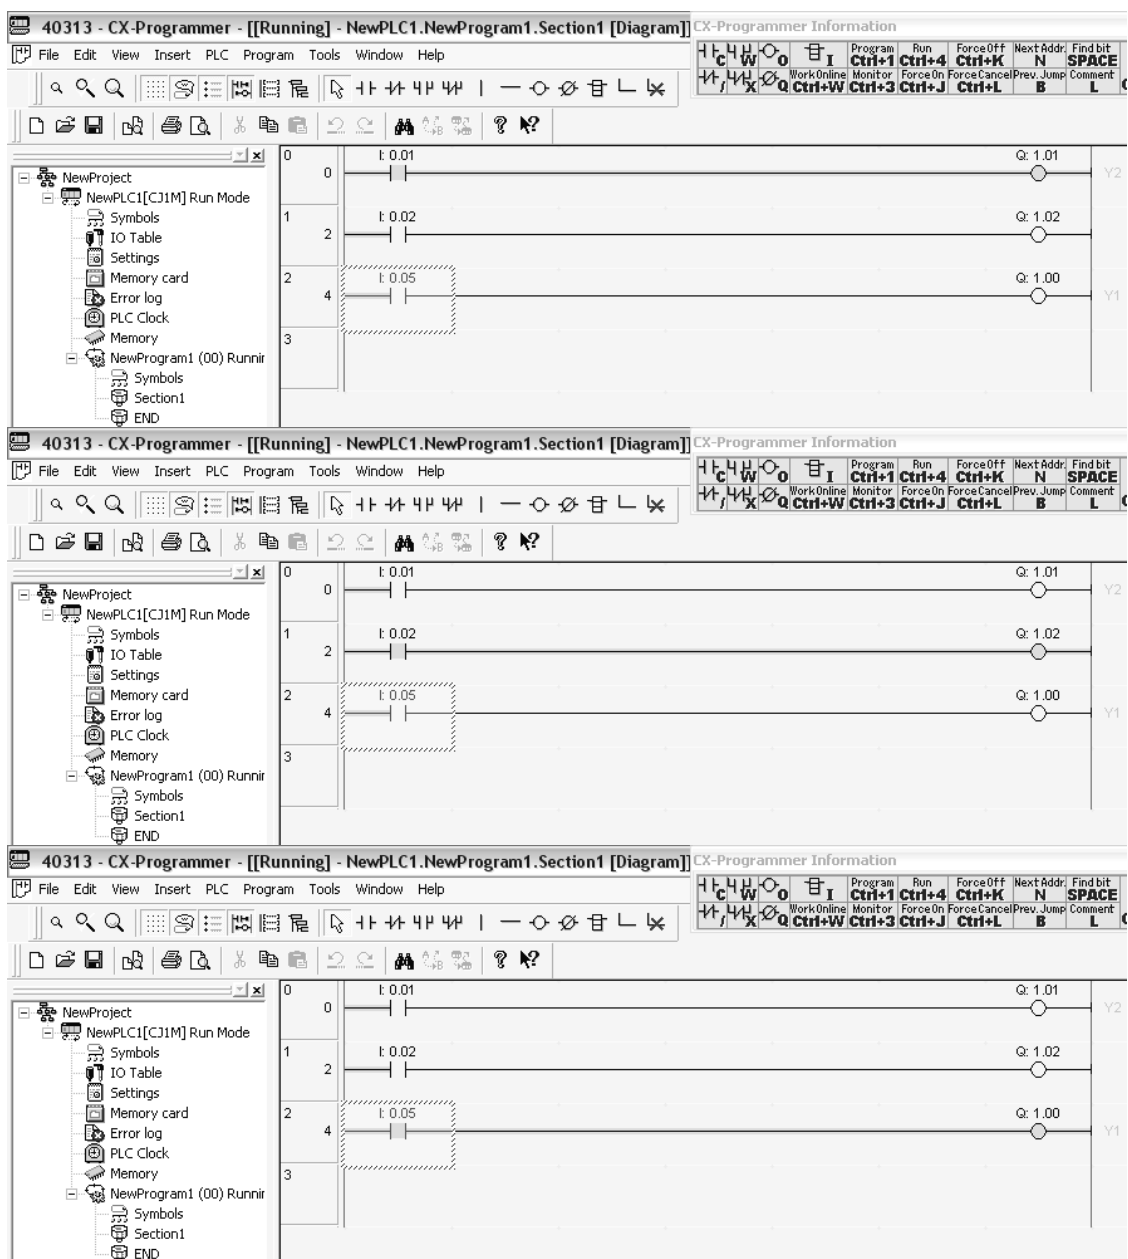 40313 - CX-Programmer - [[Running] - NewPLC1.NewProgram1.Section1 [Diagram]] CX-Programmer Information
File Edit View Insert PLC Program Tools Window Help
C W O I Program Ctrl+1 Run Ctrl+4 Force Off Ctrl+K Next Addr. N Find bit SPACE
/ X Q Work Online Ctrl+W Monitor Ctrl+3 Force On Ctrl+J Force Cancel Ctrl+L Prev. Jump B Comment L
NewProject
NewPLC1[CJ1M] Run Mode
Symbols
IO Table
Settings
Memory card
Error log
PLC Clock
Memory
NewProgram1 (00) Runnir
Symbols
Section1
END
0 I: 0.01 Q: 1.01
0 Y2
1 I: 0.02 Q: 1.02
2
2 I: 0.05 Q: 1.00
4 Y1
3
40313 - CX-Programmer - [[Running] - NewPLC1.NewProgram1.Section1 [Diagram]] CX-Programmer Information
File Edit View Insert PLC Program Tools Window Help
C W O I Program Ctrl+1 Run Ctrl+4 Force Off Ctrl+K Next Addr. N Find bit SPACE
/ X Q Work Online Ctrl+W Monitor Ctrl+3 Force On Ctrl+J Force Cancel Ctrl+L Prev. Jump B Comment L
NewProject
NewPLC1[CJ1M] Run Mode
Symbols
IO Table
Settings
Memory card
Error log
PLC Clock
Memory
NewProgram1 (00) Runnir
Symbols
Section1
END
0 I: 0.01 Q: 1.01
0 Y2
1 I: 0.02 Q: 1.02
2
2 I: 0.05 Q: 1.00
4 Y1
3
40313 - CX-Programmer - [[Running] - NewPLC1.NewProgram1.Section1 [Diagram]] CX-Programmer Information
File Edit View Insert PLC Program Tools Window Help
C W O I Program Ctrl+1 Run Ctrl+4 Force Off Ctrl+K Next Addr. N Find bit SPACE
/ X Q Work Online Ctrl+W Monitor Ctrl+3 Force On Ctrl+J Force Cancel Ctrl+L Prev. Jump B Comment L
NewProject
NewPLC1[CJ1M] Run Mode
Symbols
IO Table
Settings
Memory card
Error log
PLC Clock
Memory
NewProgram1 (00) Runnir
Symbols
Section1
END
0 I: 0.01 Q: 1.01
0 Y2
1 I: 0.02 Q: 1.02
2
2 I: 0.05 Q: 1.00
4 Y1
3